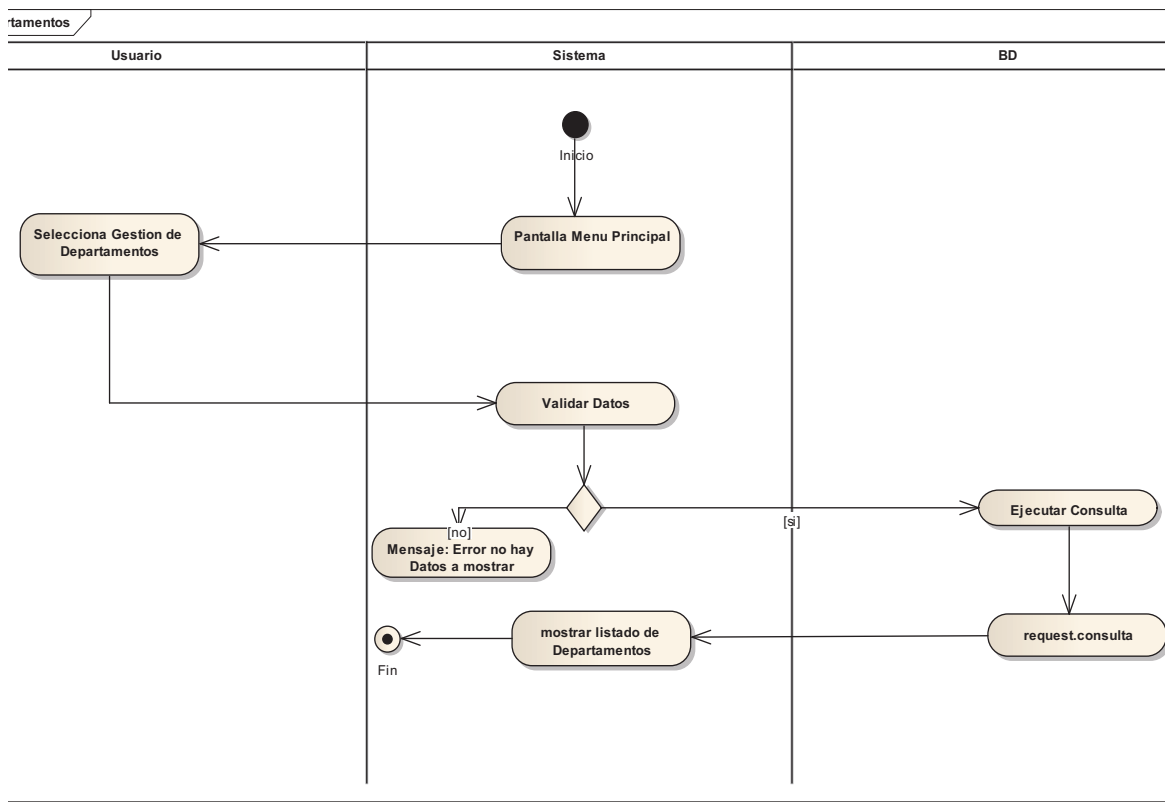 rtamentos
Usuario
Sistema
BD
Inicio
Selecciona Gestion de
Departamentos
Pantalla Menu Principal
Validar Datos
[no]
[si]
Ejecutar Consulta
Mensaje: Error no hay
Datos a mostrar
mostrar listado de
Departamentos
request.consulta
Fin